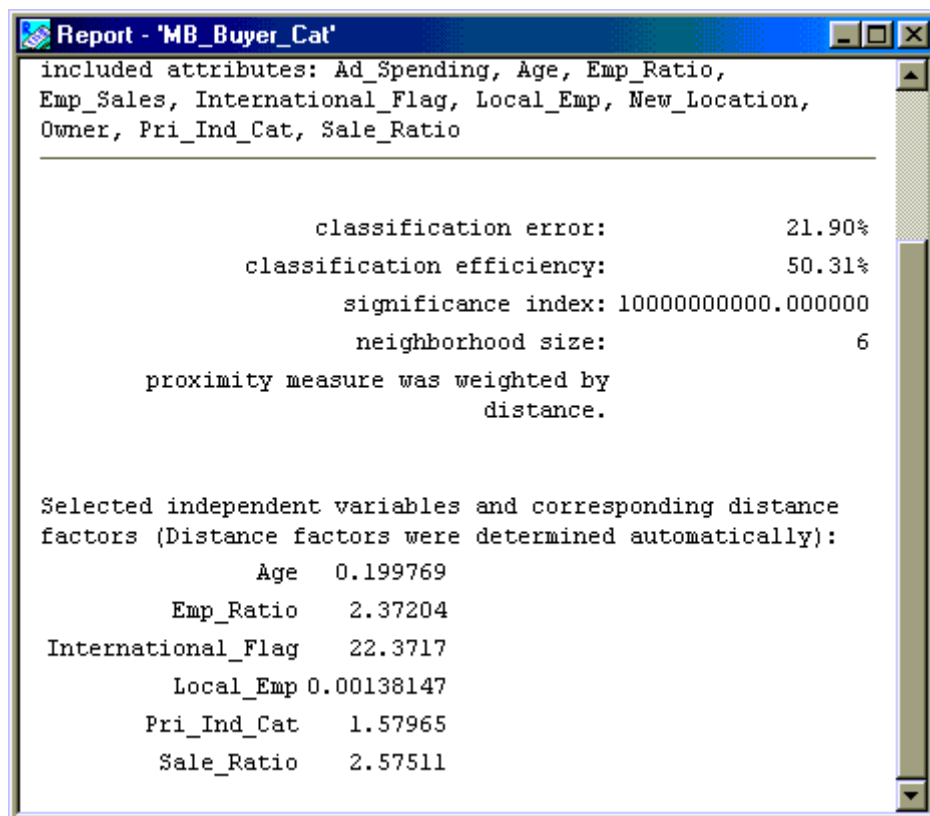 Report - 'MB_Buyer_Cat'
included attributes: Ad_Spending, Age, Emp_Ratio,
Emp_Sales, International_Flag, Local_Emp, New_Location,
Owner, Pri_Ind_Cat, Sale_Ratio
classification error: 21.90%
classification efficiency: 50.31%
significance index: 10000000000.000000
neighborhood size: 6
proximity measure was weighted by
distance.
Selected independent variables and corresponding distance
factors (Distance factors were determined automatically):
Age 0.199769
Emp_Ratio 2.37204
International_Flag 22.3717
Local_Emp 0.00138147
Pri_Ind_Cat 1.57965
Sale_Ratio 2.57511